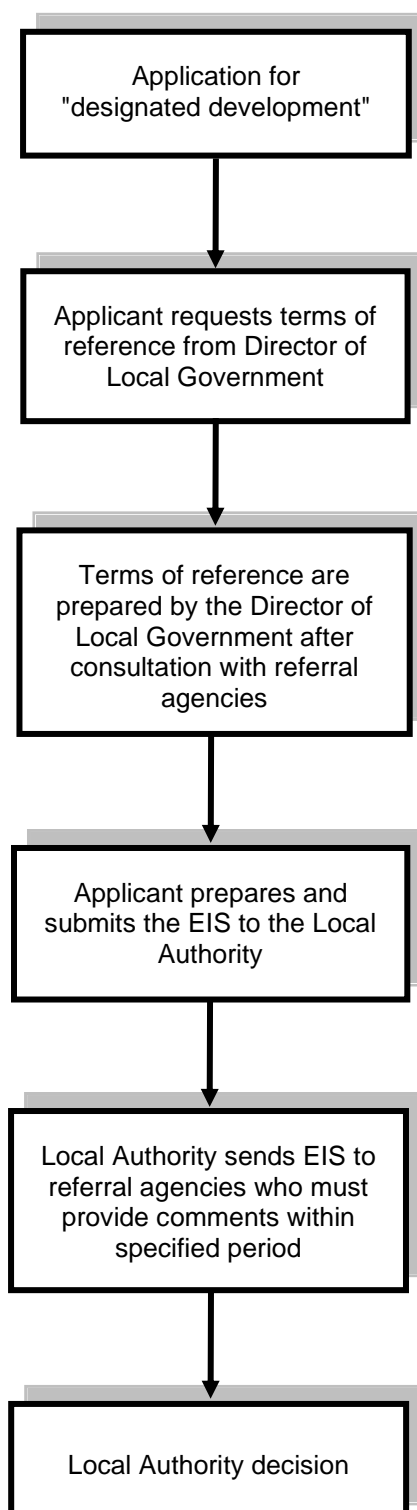 Application for
"designated development"
Applicant requests terms of
reference from Director of
Local Government
Terms of reference are
prepared by the Director of
Local Government after
consultation with referral
agencies
Applicant prepares and
submits the EIS to the Local
Authority
Local Authority sends EIS to
referral agencies who must
provide comments within
specified period
Local Authority decision